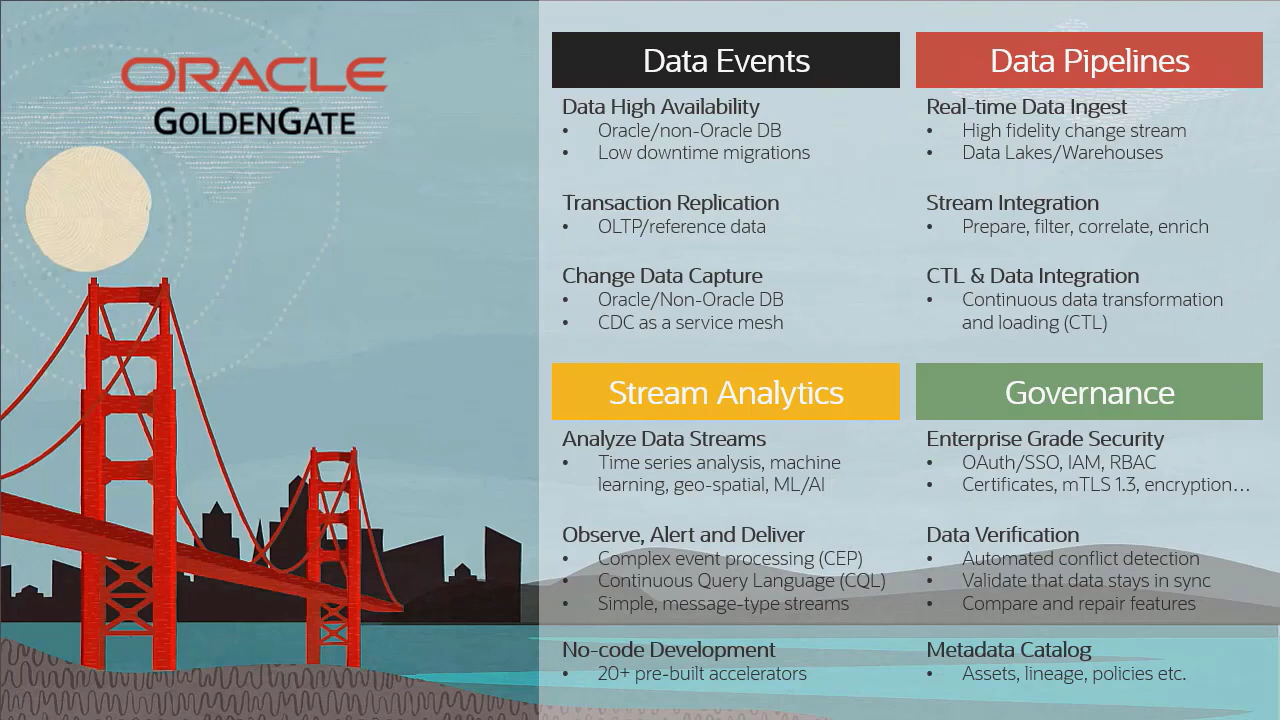 ORACLE
GOLDENGATE
Data Events
Data High Availability
• Oracle/non-Oracle DB
• Low downtime migrations
Transaction Replication
• OLTP/reference data
Change Data Capture
• Oracle/Non-Oracle DB
• CDC as a service mesh
Data Pipelines
Real-time Data Ingest
• High fidelity change stream
• Data Lakes/Warehouses
Stream Integration
• Prepare, filter, correlate, enrich
CTL & Data Integration
• Continuous data transformation
and loading (CTL)
Stream Analytics
Analyze Data Streams
• Time series analysis, machine
learning, geo-spatial, ML/AI
Observe, Alert and Deliver
• Complex event processing (CEP)
• Continuous Query Language (CQL)
• Simple, message-type streams
No-code Development
• 20+ pre-built accelerators
Governance
Enterprise Grade Security
• OAuth/SSO, IAM, RBAC
• Certificates, mTLS 1.3, encryption…
Data Verification
• Automated conflict detection
• Validate that data stays in sync
• Compare and repair features
Metadata Catalog
• Assets, lineage, policies etc.